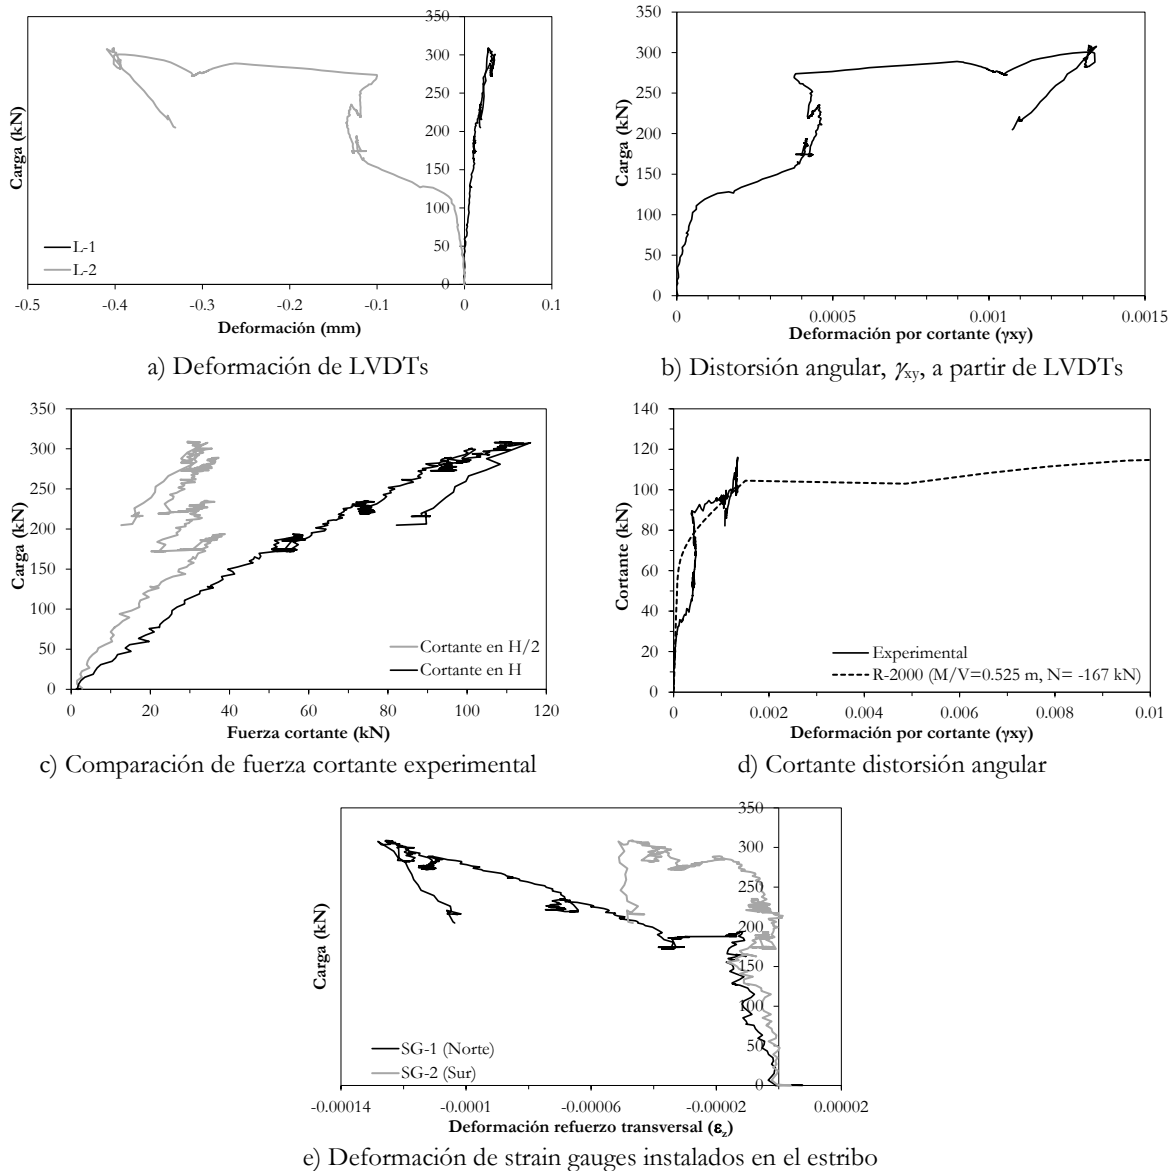 350
300
250
200
150
100
50
0
Carga (kN)
L-1
L-2
-0.5 -0.4 -0.3 -0.2 -0.1 0 0.1
Deformación (mm)
a) Deformación de LVDTs
350
300
250
200
150
100
50
0
Carga (kN)
0 0.0005 0.001 0.0015
Deformación por cortante (γxy)
b) Distorsión angular, γxy, a partir de LVDTs
350
300
250
200
150
100
50
0
Carga (kN)
Cortante en H/2
Cortante en H
0 20 40 60 80 100 120
Fuerza cortante (kN)
c) Comparación de fuerza cortante experimental
140
120
100
80
60
40
20
0
Cortante (kN)
Experimental
R-2000 (M/V=0.525 m, N= -167 kN)
0 0.002 0.004 0.006 0.008 0.01
Deformación por cortante (γxy)
d) Cortante distorsión angular
350
300
250
200
150
100
50
0
Carga (kN)
SG-1 (Norte)
SG-2 (Sur)
-0.00014 -0.0001 -0.00006 -0.00002 0.00002
Deformación refuerzo transversal (εz)
e) Deformación de strain gauges instalados en el estribo